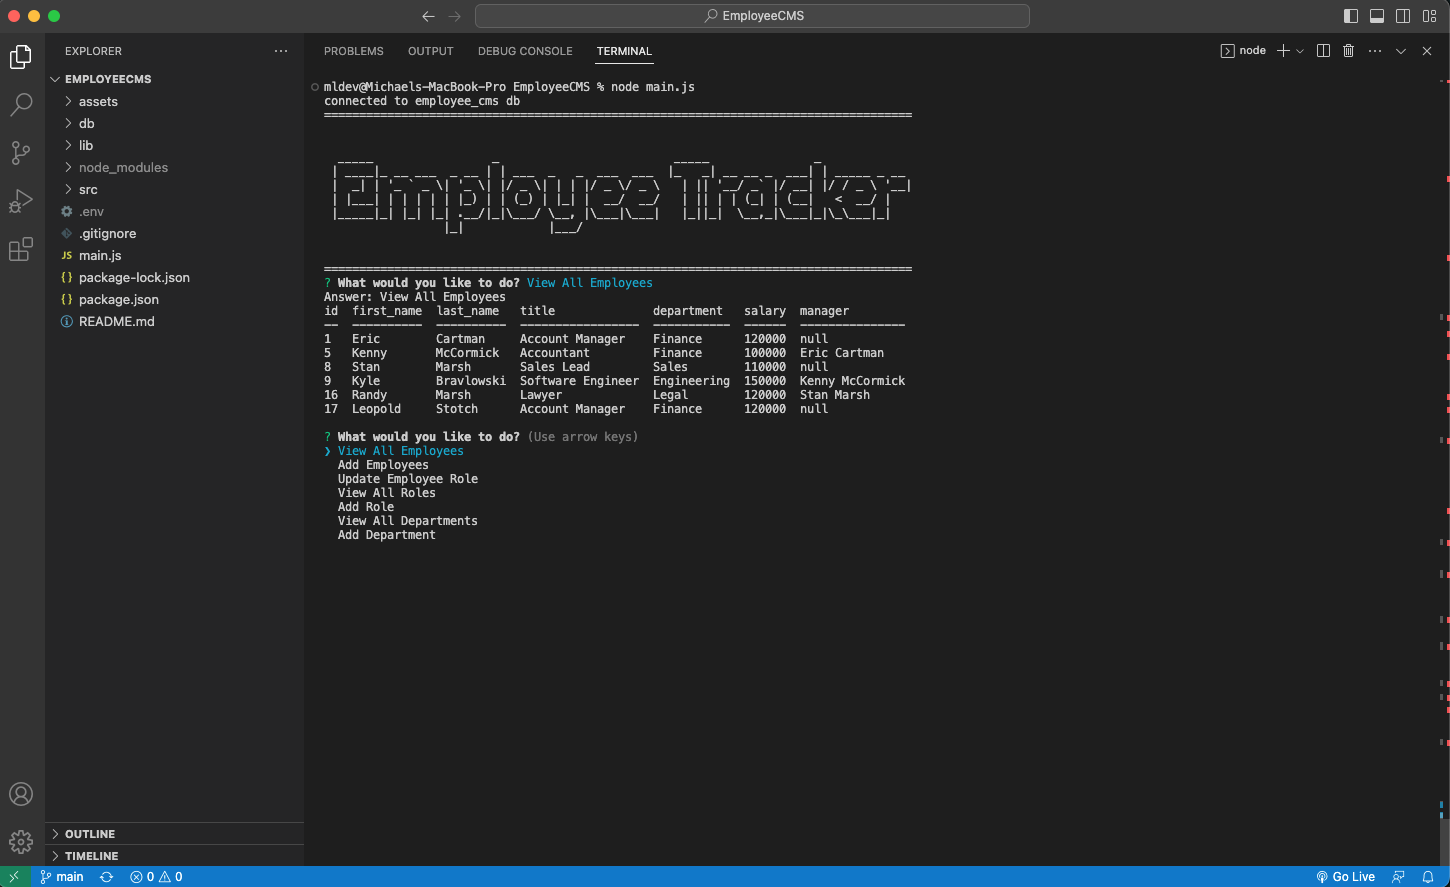 EmployeeCMS
EXPLORER
EMPLOYEECMS
assets
db
lib
node_modules
src
.env
.gitignore
JS main.js
{} package-lock.json
{} package.json
README.md
OUTLINE
TIMELINE
PROBLEMS OUTPUT DEBUG CONSOLE TERMINAL
node
mldev@Michaels-MacBook-Pro EmployeeCMS % node main.js
connected to employee_cms db
Employee Tracker
? What would you like to do? View All Employees
Answer: View All Employees
id first_name last_name title department salary manager
1 Eric Cartman Account Manager Finance 120000 null
5 Kenny McCormick Accountant Finance 100000 Eric Cartman
8 Stan Marsh Sales Lead Sales 110000 null
9 Kyle Bravlowski Software Engineer Engineering 150000 Kenny McCormick
16 Randy Marsh Lawyer Legal 120000 Stan Marsh
17 Leopold Stotch Account Manager Finance 120000 null
? What would you like to do? (Use arrow keys)
❯ View All Employees
Add Employees
Update Employee Role
View All Roles
Add Role
View All Departments
Add Department
main 0 0 Go Live